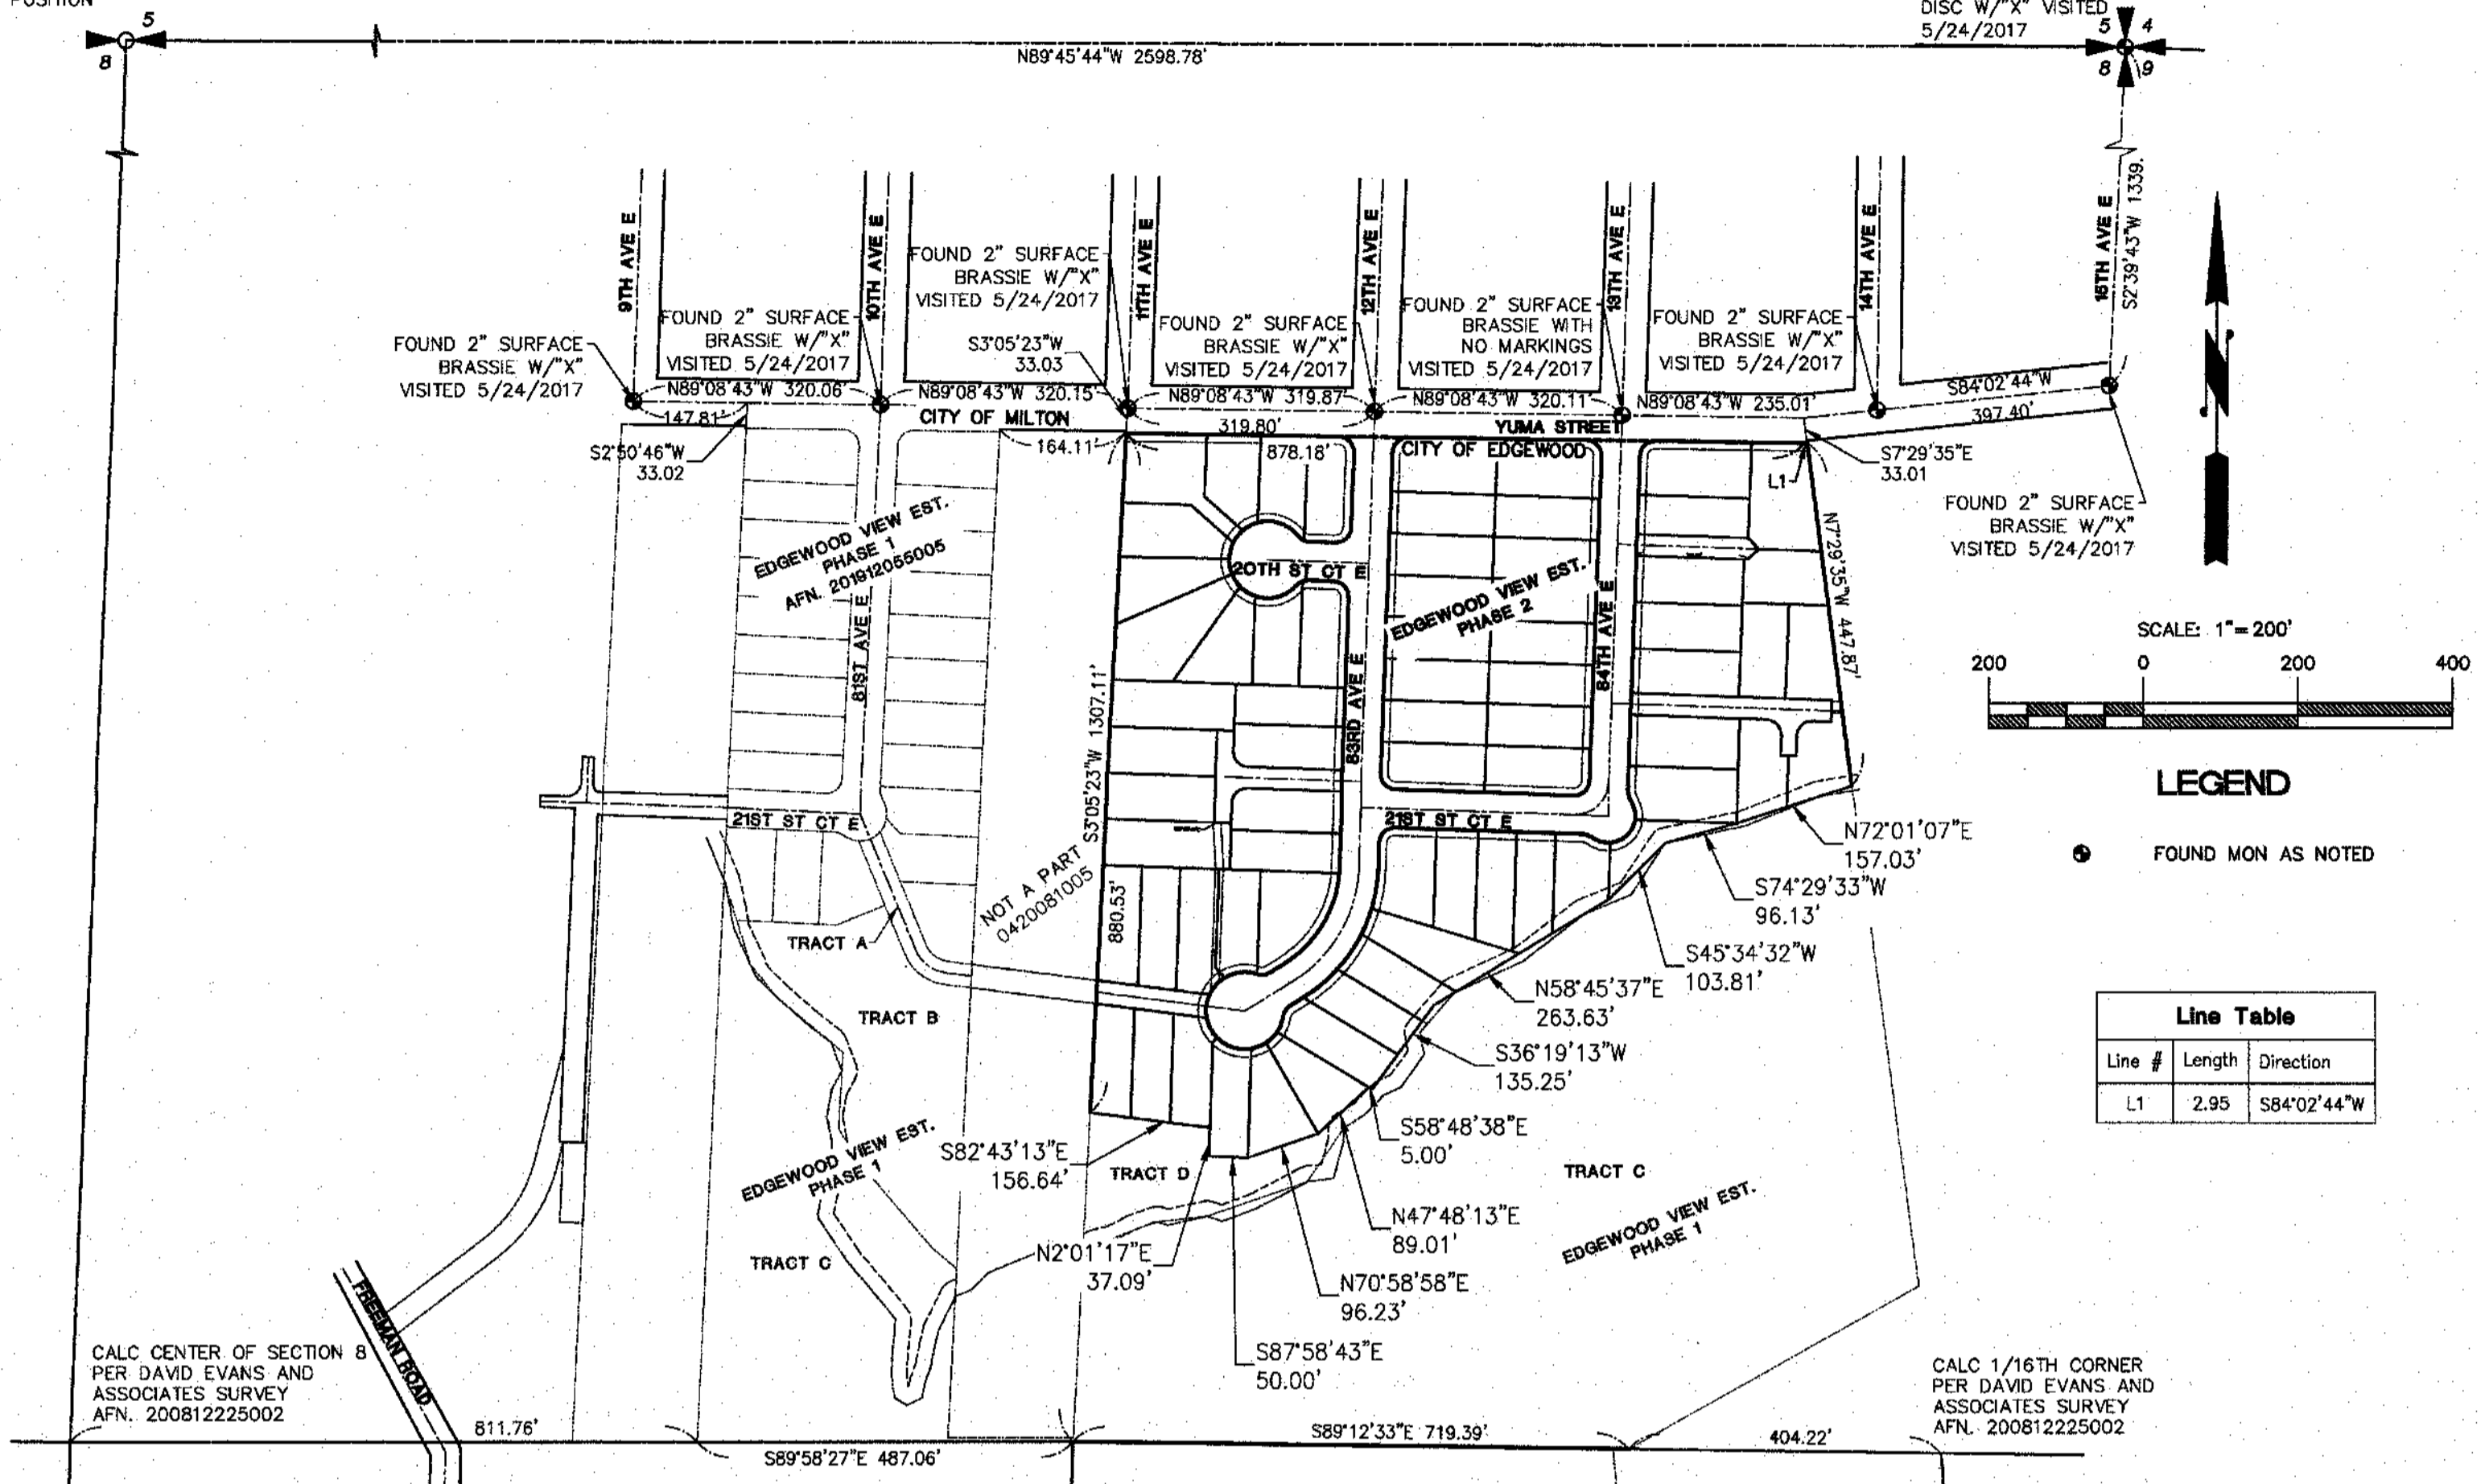 POSITION
5
8
N89°45'44"W 2598.78'
DISC W/"X" VISITED
5/24/2017
5 4
8 9
S2°39'43"W 1339.
9TH AVE E
10TH AVE E
11TH AVE E
12TH AVE E
13TH AVE E
14TH AVE E
15TH AVE E
FOUND 2" SURFACE
BRASSIE W/"X"
VISITED 5/24/2017
FOUND 2" SURFACE
BRASSIE W/"X"
VISITED 5/24/2017
FOUND 2" SURFACE
BRASSIE W/"X"
VISITED 5/24/2017
S3°05'23"W
33.03
FOUND 2" SURFACE
BRASSIE W/"X"
VISITED 5/24/2017
FOUND 2" SURFACE
BRASSIE WITH
NO MARKINGS
VISITED 5/24/2017
FOUND 2" SURFACE
BRASSIE W/"X"
VISITED 5/24/2017
N89°08'43"W 320.06'
N89°08'43"W 320.15'
N89°08'43"W 319.87'
N89°08'43"W 320.11'
N89°08'43"W 235.01'
S84°02'44"W
397.40'
147.81'
CITY OF MILTON
319.80'
YUMA STREET
164.11'
878.18'
CITY OF EDGEWOOD
S2°50'46"W
33.02
L1
S7°29'35"E
33.01
FOUND 2" SURFACE
BRASSIE W/"X"
VISITED 5/24/2017
EDGEWOOD VIEW EST.
PHASE 1
AFN. 201912055005
81ST AVE E
20TH ST CT E
EDGEWOOD VIEW EST.
PHASE 2
83RD AVE E
84TH AVE E
N7°29'35"W 447.87'
SCALE: 1"=200'
200 0 200 400
LEGEND
FOUND MON AS NOTED
S3°05'23"W 1307.11'
21ST ST CT E
21ST ST CT E
NOT A PART
0420081005
880.53'
N72°01'07"E
157.03'
S74°29'33"W
96.13'
S45°34'32"W
103.81'
N58°45'37"E
263.63'
S36°19'13"W
135.25'
S58°48'38"E
5.00'
N47°48'13"E
89.01'
N70°58'58"E
96.23'
S87°58'43"E
50.00'
N2°01'17"E
37.09'
S82°43'13"E
156.64'
TRACT A
TRACT B
TRACT D
TRACT C
EDGEWOOD VIEW EST.
PHASE 1
TRACT C
EDGEWOOD VIEW EST.
PHASE 1
Line Table
Line # Length Direction
L1 2.95 S84°02'44"W
FREEMAN ROAD
CALC CENTER OF SECTION 8
PER DAVID EVANS AND
ASSOCIATES SURVEY
AFN. 200812225002
CALC 1/16TH CORNER
PER DAVID EVANS AND
ASSOCIATES SURVEY
AFN. 200812225002
811.76'
S89°58'27"E 487.06'
S89°12'33"E 719.39'
404.22'